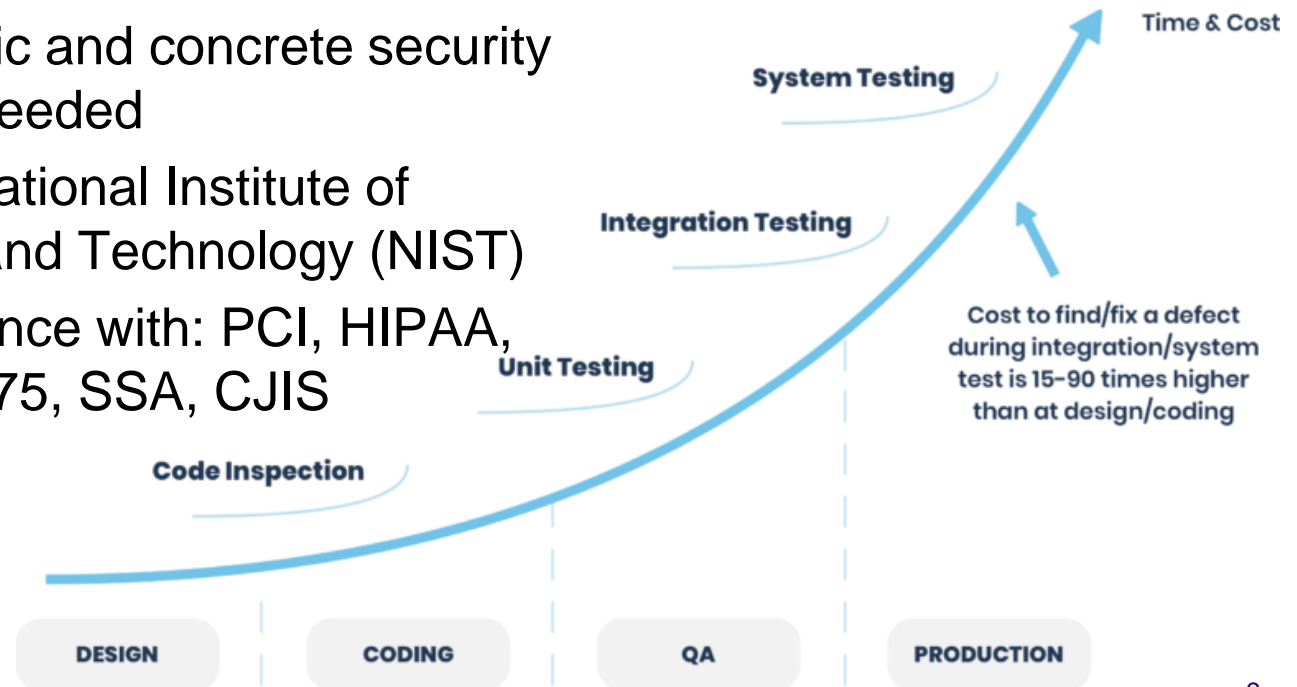 ic and concrete security
eeded
ational Institute of
and Technology (NIST)
nce with: PCI, HIPAA,
75, SSA, CJIS
Time & Cost
System Testing
Integration Testing
Unit Testing
Code Inspection
Cost to find/fix a defect
during integration/system
test is 15-90 times higher
than at design/coding
DESIGN
CODING
QA
PRODUCTION